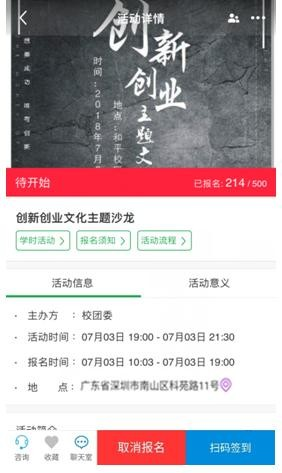 活动详情
创新
创业
主题文
时间：2018年7月
地点：和平校区
待开始
已报名: 214 / 500
创新创业文化主题沙龙
学时活动 >
报名须知 >
活动流程 >
活动信息
活动意义
· 主办方 : 校团委
· 活动时间 : 07月03日 19:00 - 07月03日 21:30
· 报名时间 : 07月03日 10:03 - 07月03日 19:00
· 地 点 : 广东省深圳市南山区科苑路11号
活动简介
咨询
收藏
聊天室
取消报名
扫码签到